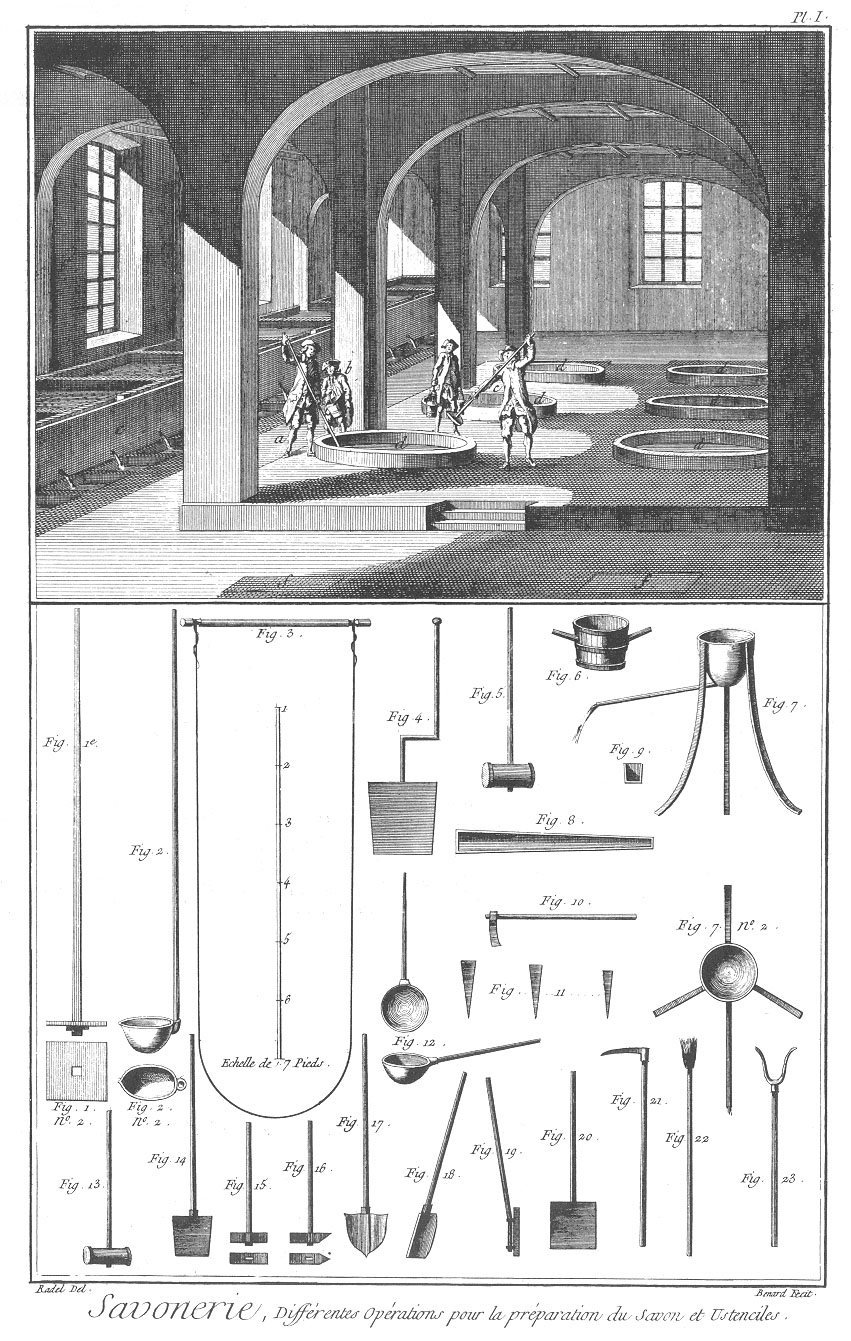 Pl. I.
b
a
d
c
d
d
d
e
f
f
Fig. 3.
Fig. 6.
Fig. 4.
Fig. 5.
Fig. 7.
1
Fig. 1e.
Fig. 9.
2
Fig. 8.
3
Fig. 2.
4
Fig. 10.
5
Fig. 7. No. 2.
6
Fig. 11
Fig. 12.
Echelle de 7 Pieds.
Fig. 1. No. 2.
Fig. 2. No. 2.
Fig. 17.
Fig. 21.
Fig. 13.
Fig. 14
Fig. 15.
Fig. 16.
Fig. 18.
Fig. 19.
Fig. 20.
Fig. 22
Fig. 23.
Radel Del.
Benard Fecit.
Savonerie, Différentes Opérations pour la préparation du Savon et Ustenciles.